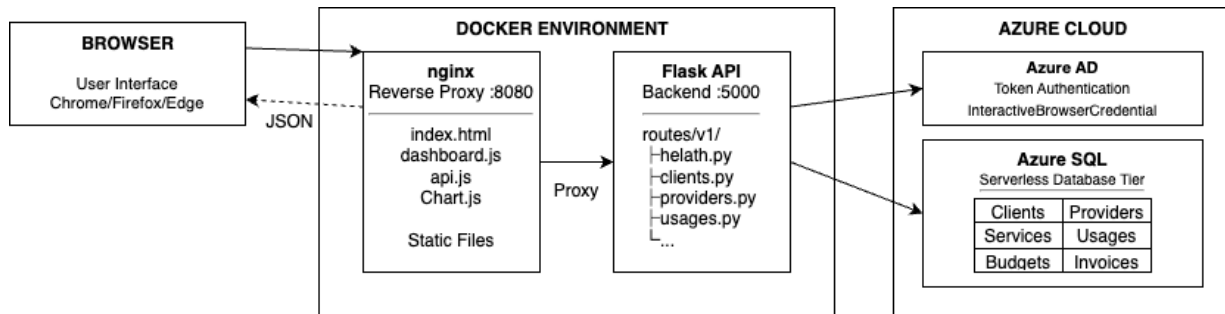 BROWSER
User Interface
Chrome/Firefox/Edge
JSON
DOCKER ENVIRONMENT
nginx
Reverse Proxy :8080
index.html
dashboard.js
api.js
Chart.js
Static Files
Proxy
Flask API
Backend :5000
routes/v1/
├helath.py
├clients.py
├providers.py
├usages.py
└...
AZURE CLOUD
Azure AD
Token Authentication
InteractiveBrowserCredential
Azure SQL
Serverless Database Tier
Clients Providers
Services Usages
Budgets Invoices